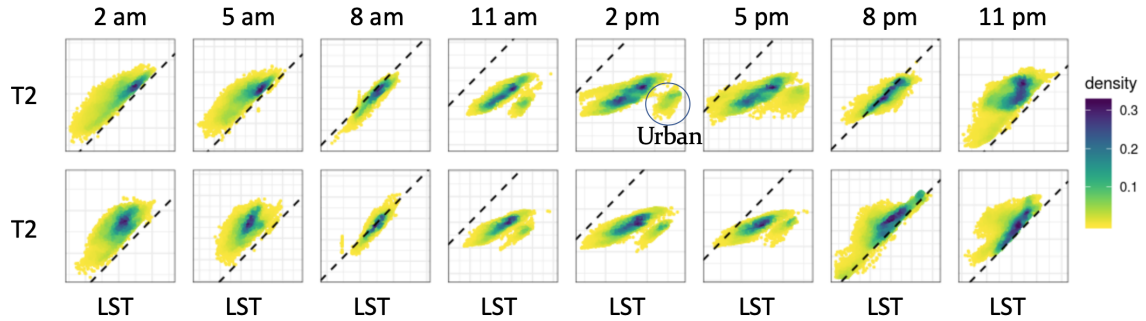 2 am 5 am 8 am 11 am 2 pm 5 pm 8 pm 11 pm
density
T2
0.3
Urban
0.2
0.1
T2
LST LST LST LST LST LST LST LST